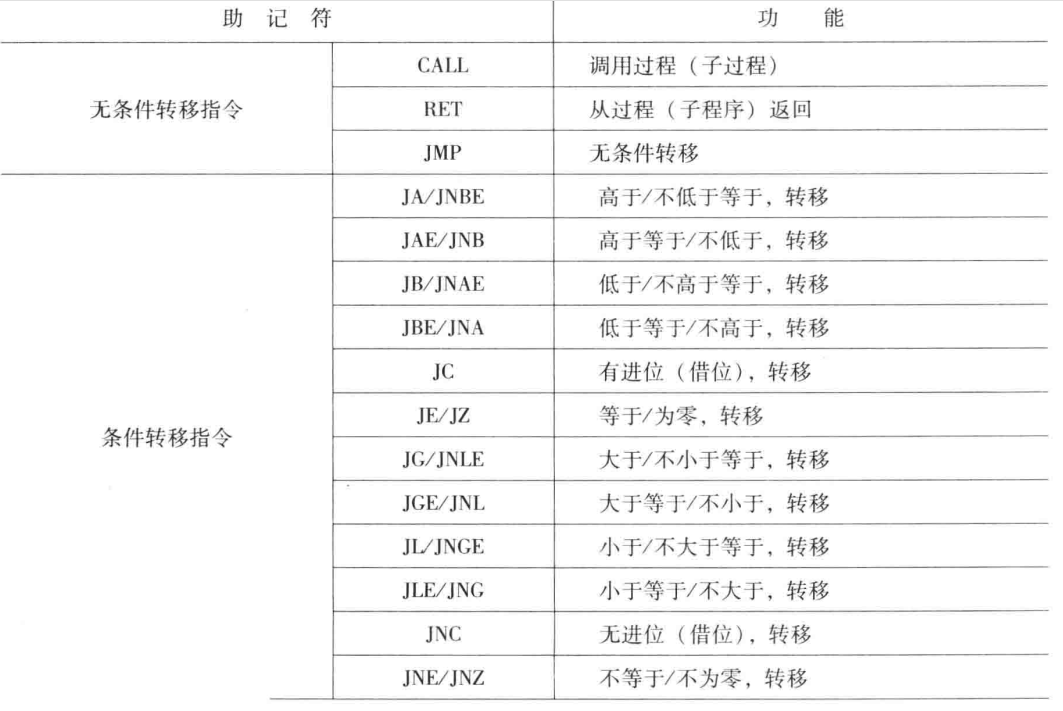 助 记 符 功 能
CALL 调用过程（子过程）
无条件转移指令 RET 从过程（子程序）返回
JMP 无条件转移
JA/JNBE 高于/不低于等于，转移
JAE/JNB 高于等于/不低于，转移
JB/JNAE 低于/不高于等于，转移
JBE/JNA 低于等于/不高于，转移
JC 有进位（借位），转移
JE/JZ 等于/为零，转移
条件转移指令 JG/JNLE 大于/不小于等于，转移
JGE/JNL 大于等于/不小于，转移
JL/JNGE 小于/不大于等于，转移
JLE/JNG 小于等于/不大于，转移
JNC 无进位（借位），转移
JNE/JNZ 不等于/不为零，转移